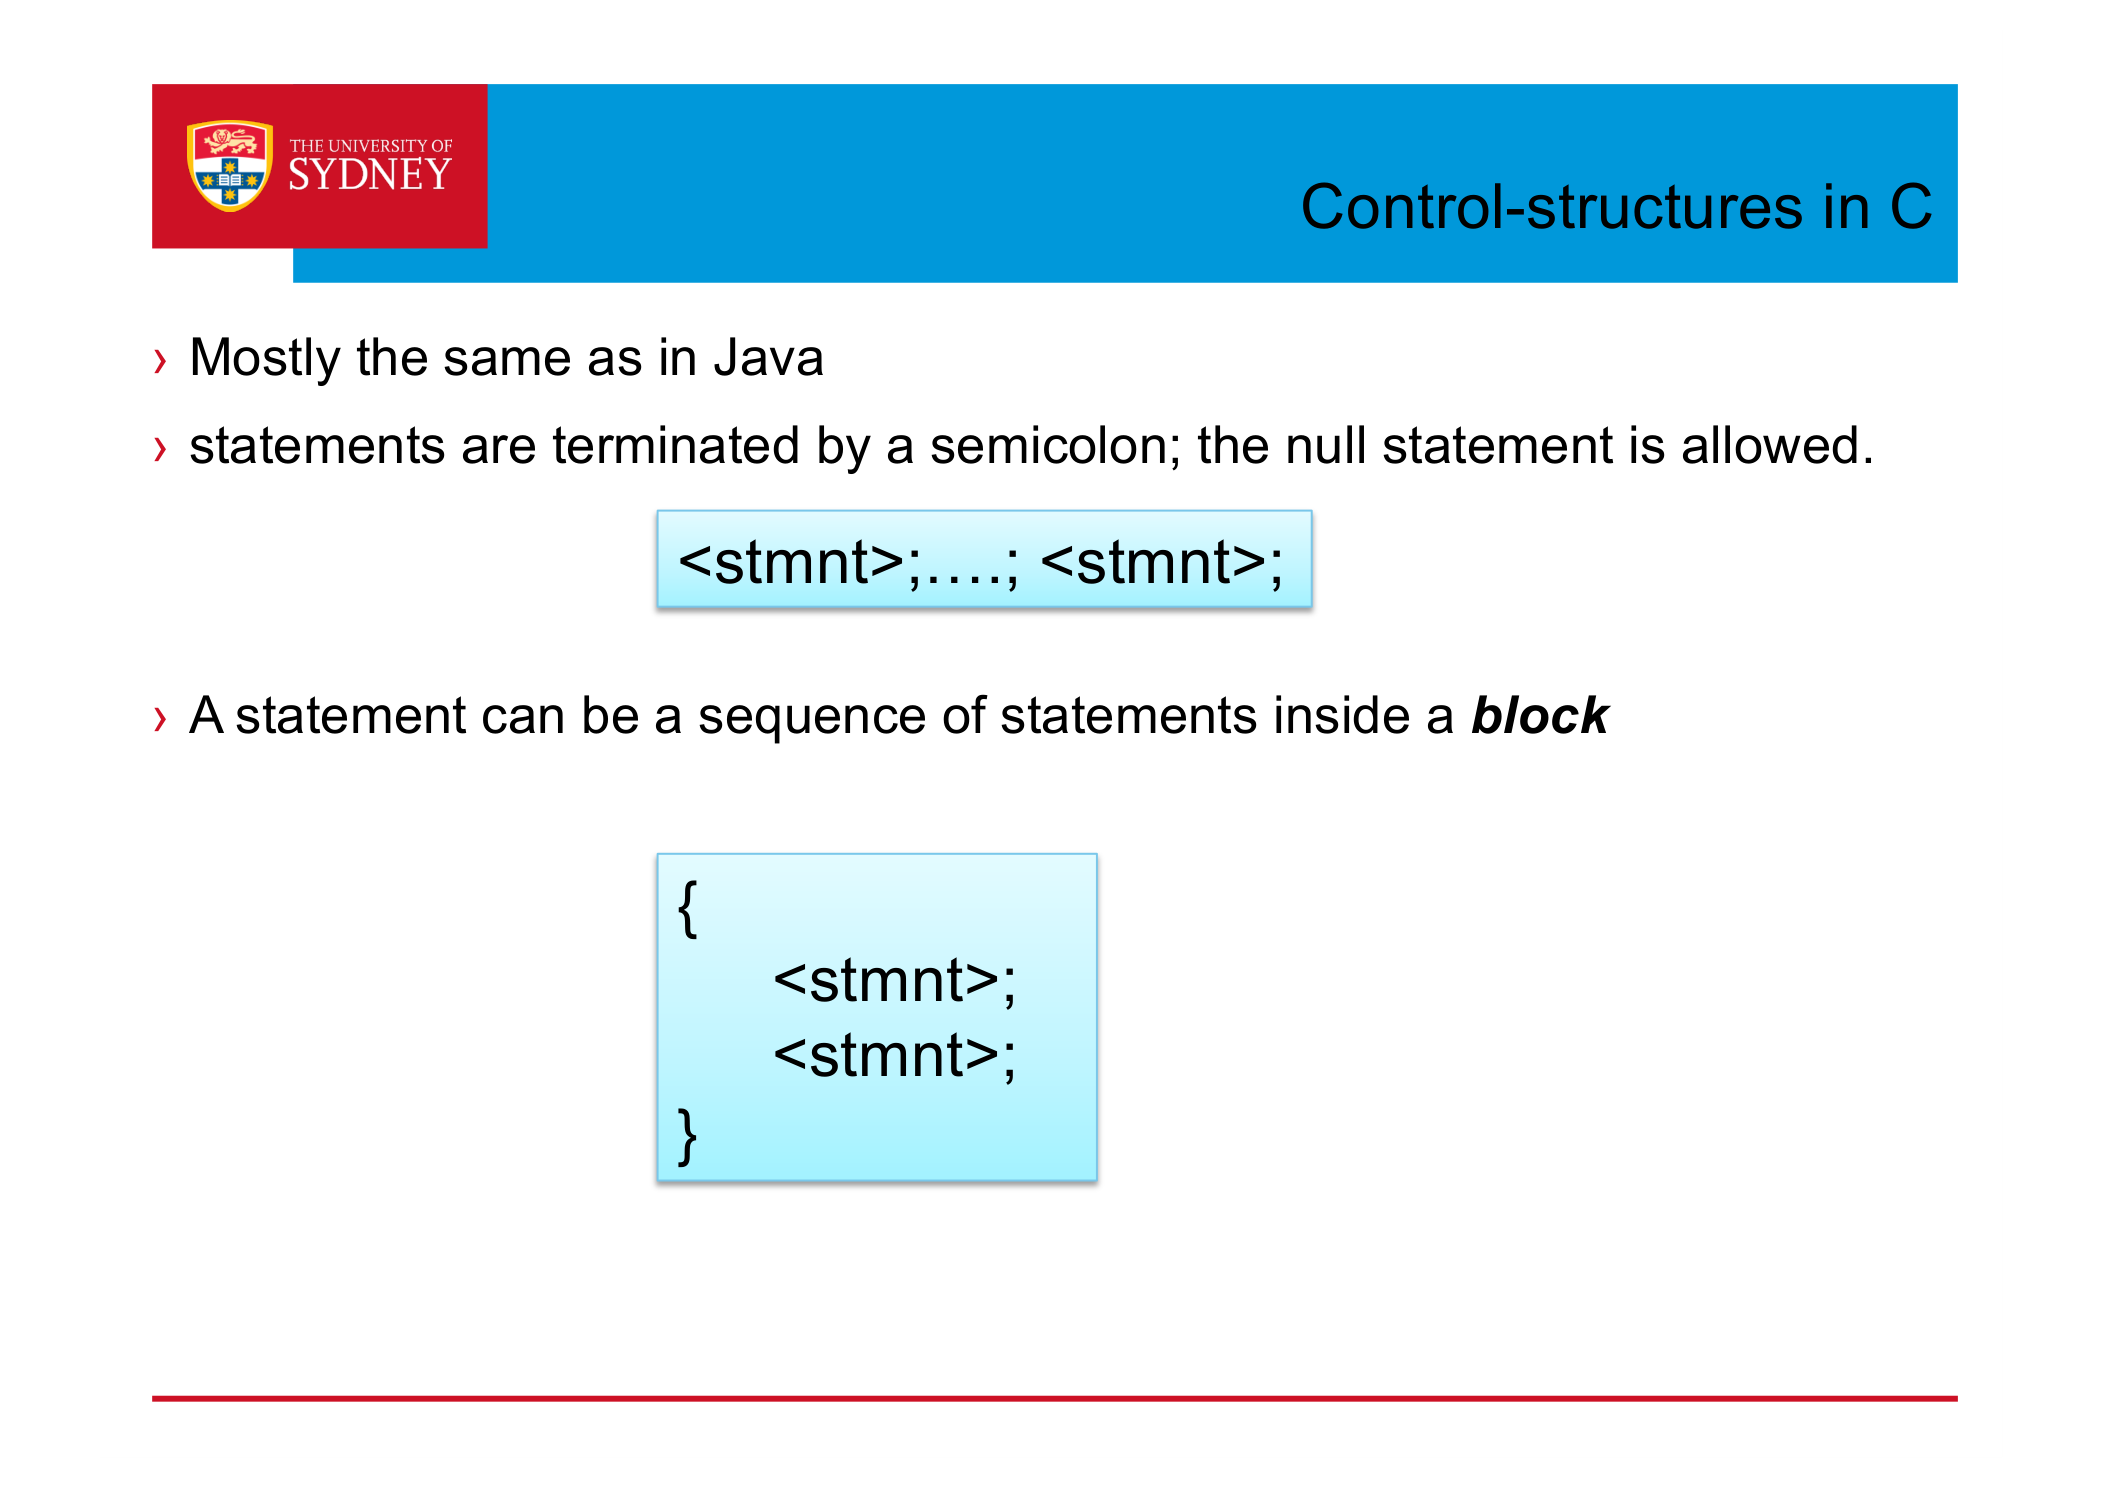 THE UNIVERSITY OF
SYDNEY
Control-structures in C
› Mostly the same as in Java
› statements are terminated by a semicolon; the null statement is allowed.
<stmnt>;….; <stmnt>;
› A statement can be a sequence of statements inside a block
{
<stmnt>;
<stmnt>;
}